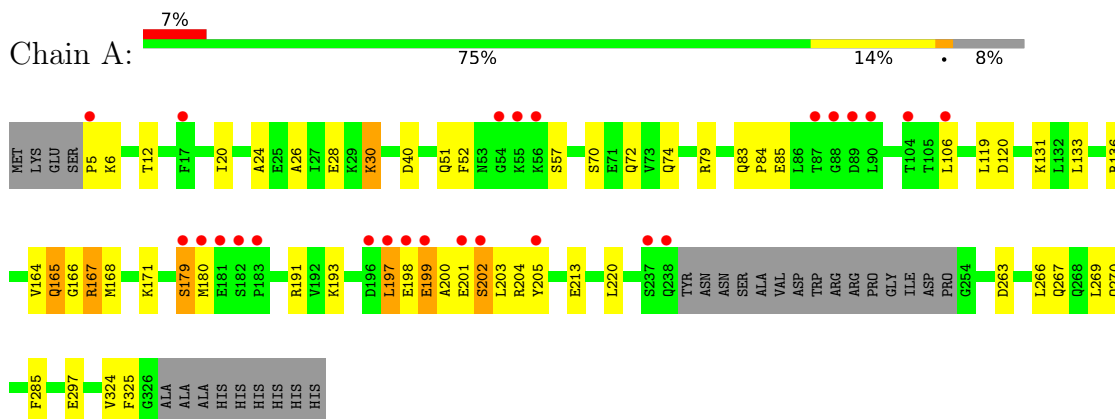 7%
Chain A:
75% 14% • 8%
MET LYS GLU SER P5 K6 T12 F17 I20 A24 E25 A26 I27 E28 K29 K30 D40 Q51 F52 N53 G54 K55 K56 S57 S70 E71 Q72 V73 Q74 R79 Q83 P84 E85 L86 T87 G88 D89 L90 T104 T105 L106 L119 D120 K131 L132 L133
V164 Q165 G166 R167 M168 K171 S179 M180 E181 S182 P183 R191 V192 K193 D196 L197 E198 E199 A200 E201 S202 L203 R204 Y205 E213 L220 S237 Q238 TYR ASN ASN SER ALA VAL ASP TRP ARG ARG PRO GLY ILE ASP PRO G254 D263 L266 Q267 Q268 L269
F285 E297 V324 F325 G326 ALA ALA ALA HIS HIS HIS HIS HIS HIS